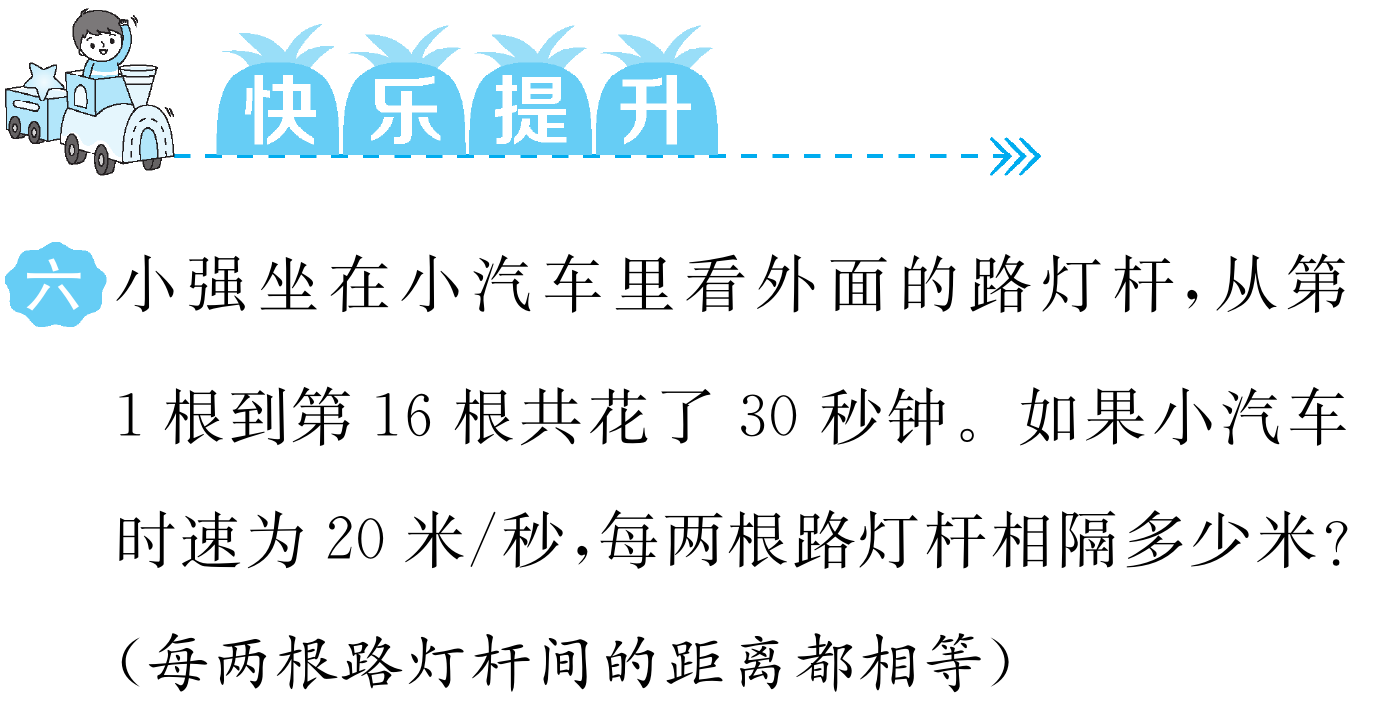 快乐提升
六 小强坐在小汽车里看外面的路灯杆,从第
1根到第16根共花了30秒钟。如果小汽车
时速为20米/秒,每两根路灯杆相隔多少米?
(每两根路灯杆间的距离都相等)